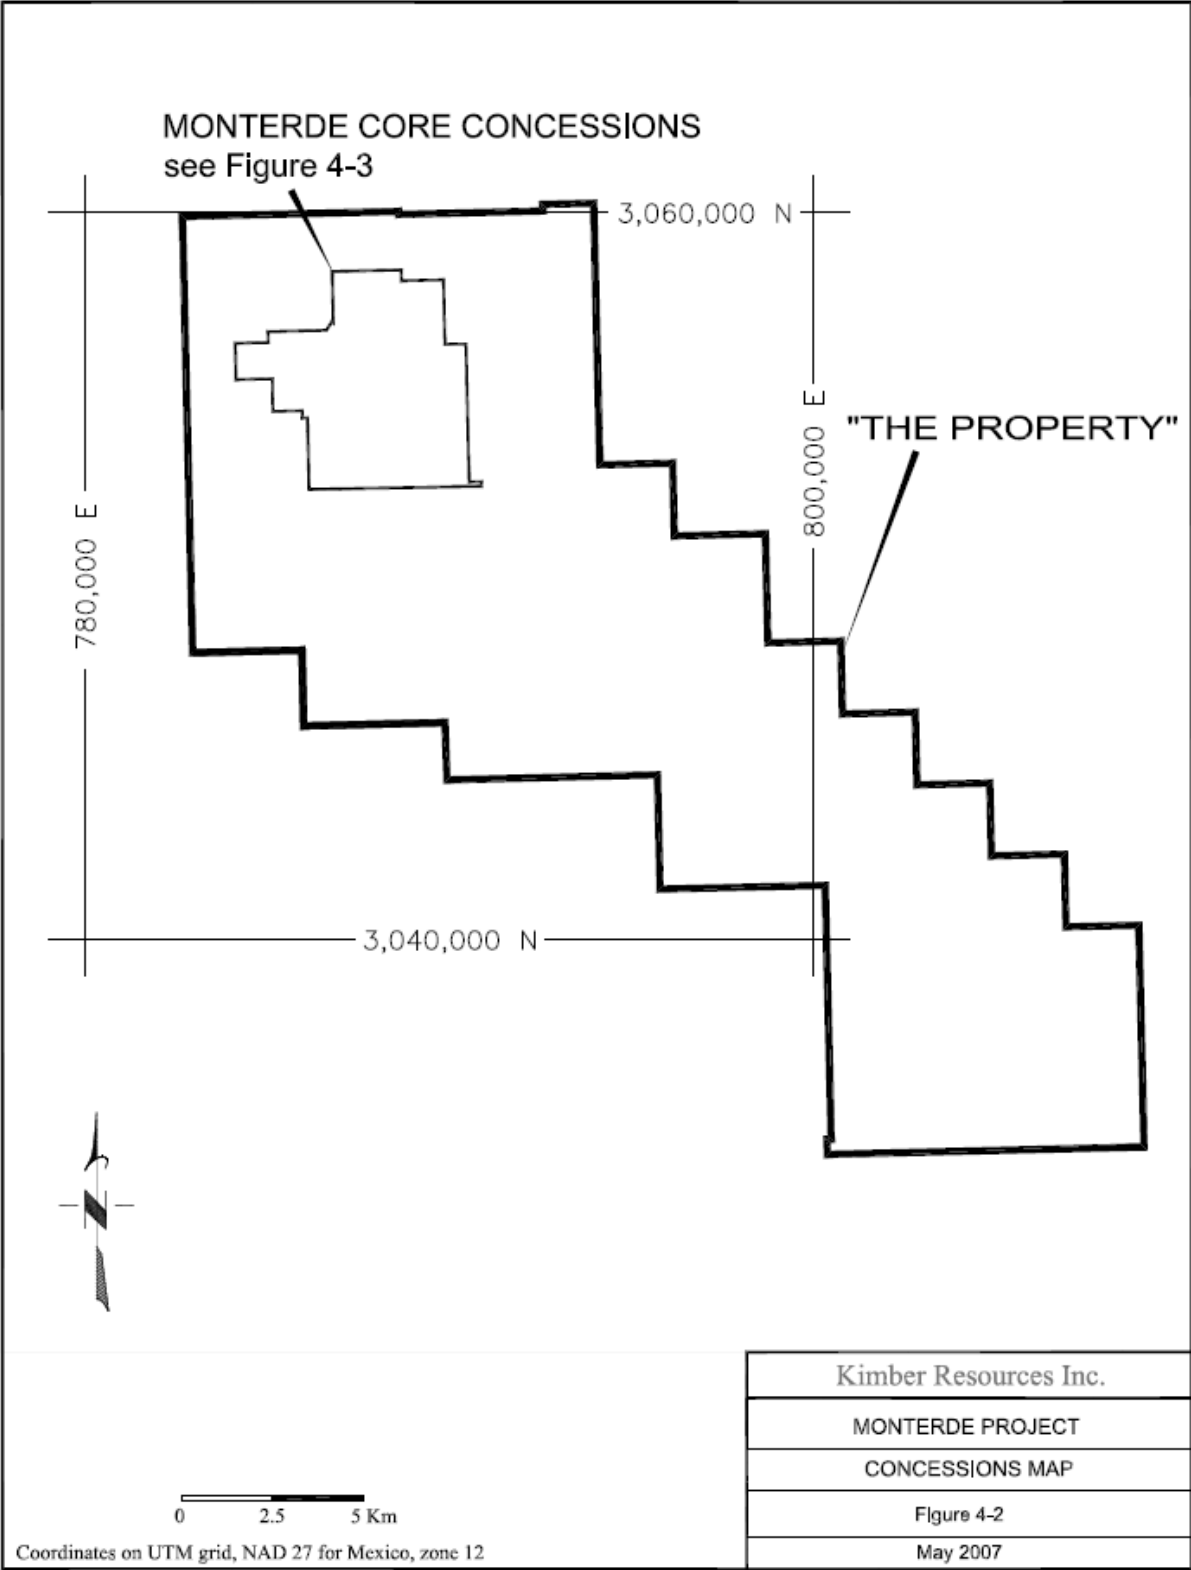 MONTERDE CORE CONCESSIONS
see Figure 4-3
3,060,000 N
800,000 E
"THE PROPERTY"
780,000 E
3,040,000 N
N
Kimber Resources Inc.
MONTERDE PROJECT
CONCESSIONS MAP
Figure 4-2
May 2007
0 2.5 5 Km
Coordinates on UTM grid, NAD 27 for Mexico, zone 12